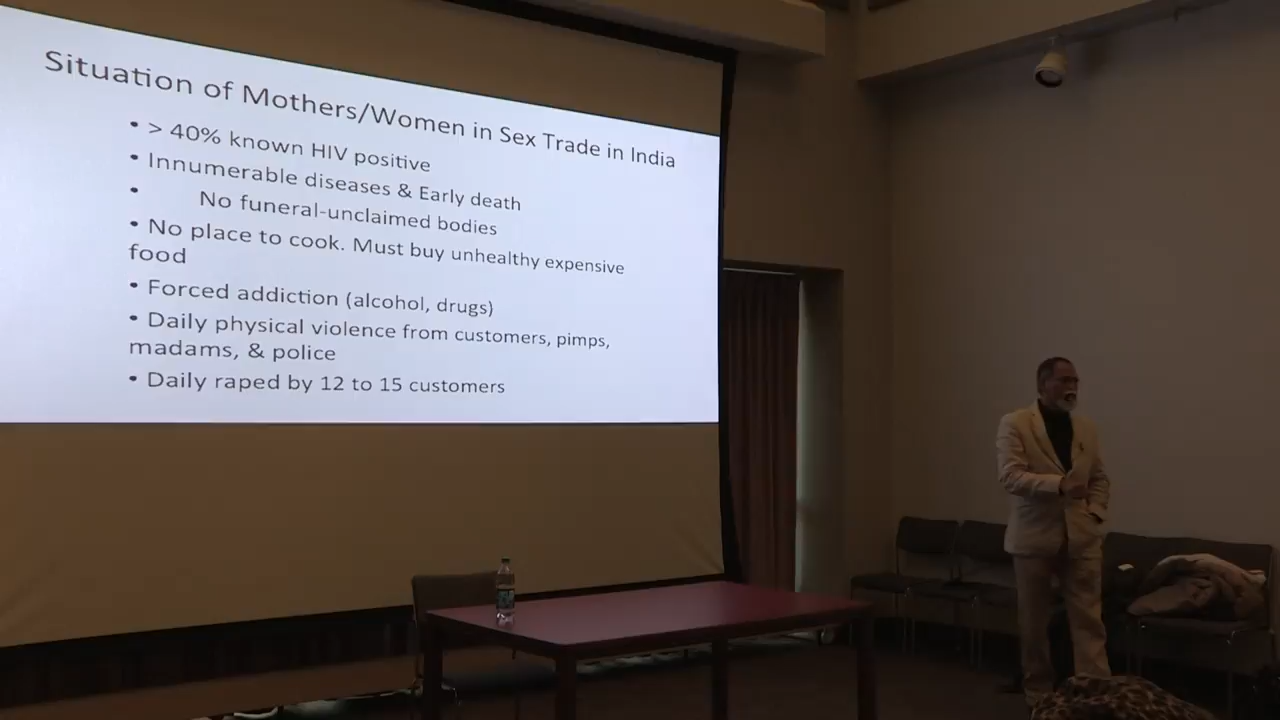 Situation of Mothers/Women in Sex Trade in India
• > 40% known HIV positive
• Innumerable diseases & Early death
• No funeral-unclaimed bodies
• No place to cook. Must buy unhealthy expensive
food
• Forced addiction (alcohol, drugs)
• Daily physical violence from customers, pimps,
madams, & police
• Daily raped by 12 to 15 customers